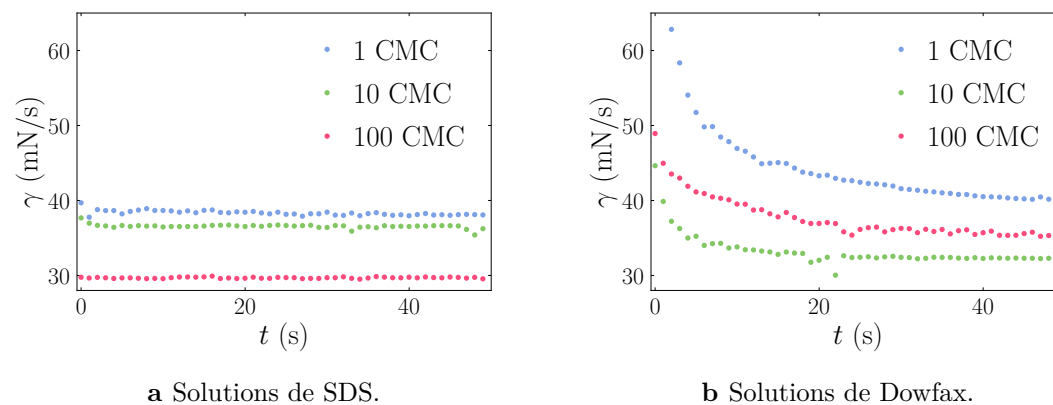 60
50
40
30
γ (mN/s)
1 CMC
10 CMC
100 CMC
0
20
40
t (s)
a Solutions de SDS.
60
50
40
30
γ (mN/s)
1 CMC
10 CMC
100 CMC
0
20
40
t (s)
b Solutions de Dowfax.